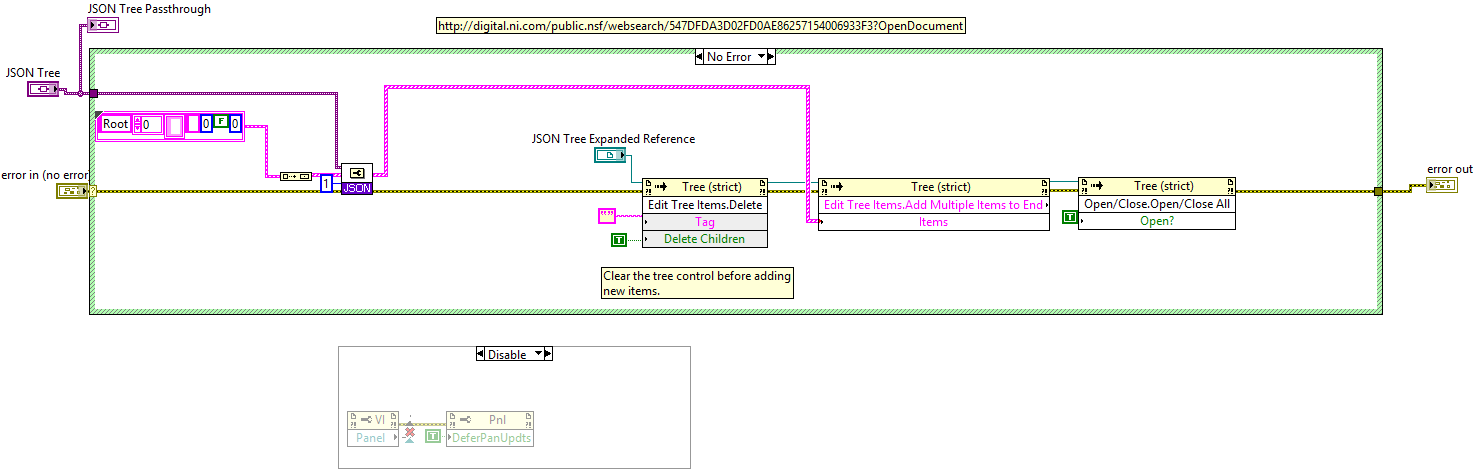 JSON Tree Passthrough
http://digital.ni.com/public.nsf/websearch/547DFDA3D02FD0AE86257154006933F3?OpenDocument
No Error
JSON Tree
Root 0 0 F 0
JSON Tree Expanded Reference
error in (no error
?
1
JSON
error out
Tree (strict)
Edit Tree Items.Delete
Tag
T
Delete Children
Tree (strict)
Edit Tree Items.Add Multiple Items to End
Items
Tree (strict)
Open/Close.Open/Close All
T
Open?
Clear the tree control before adding
new items.
Disable
VI
Panel
T
Pnl
DeferPanUpdts